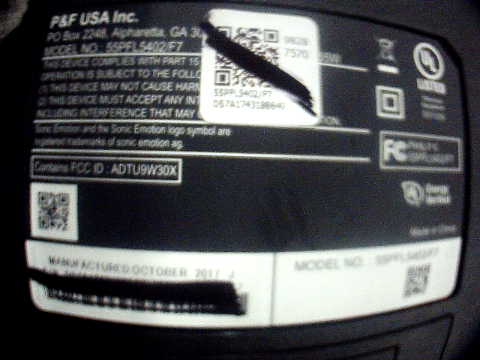 P&F USA Inc.
PO Box 2248, Alpharetta, GA 30
MODEL NO.: 55PFL5402/F7
THIS DEVICE COMPLIES WITH PART 15
OPERATION IS SUBJECT TO THE FOLLO
(1) THIS DEVICE MAY NOT CAUSE HARM
(2) THIS DEVICE MUST ACCEPT ANY INT
INCLUDING INTERFERENCE THAT MAY
9828
7570
55PFL5402/F7
DS7A1743188640
UL
LISTED
Sonic Emotion and the Sonic Emotion logo symbol are
registered trademarks of sonic emotion ag.
FC
Contains FCC ID : ADTU9W30X
Made in China
MANUFACTURED OCTOBER 2017
MODEL NO. : 55PFL5402/F7